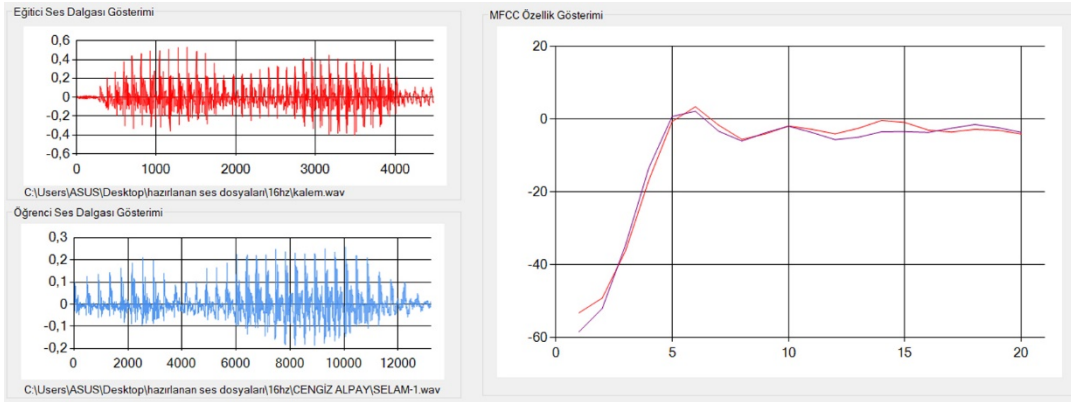 Eğitici Ses Dalgası Gösterimi
0,6
0,4
0,2
0
-0,2
-0,4
-0,6
0 1000 2000 3000 4000
C:\Users\ASUS\Desktop\hazırlanan ses dosyaları\16hz\kalem.wav
Öğrenci Ses Dalgası Gösterimi
0,3
0,2
0,1
0
-0,1
-0,2
0 2000 4000 6000 8000 10000 12000
C:\Users\ASUS\Desktop\hazırlanan ses dosyaları\16hz\CENGİZ ALPAY\SELAM-1.wav
MFCC Özellik Gösterimi
20
0
-20
-40
-60
0 5 10 15 20